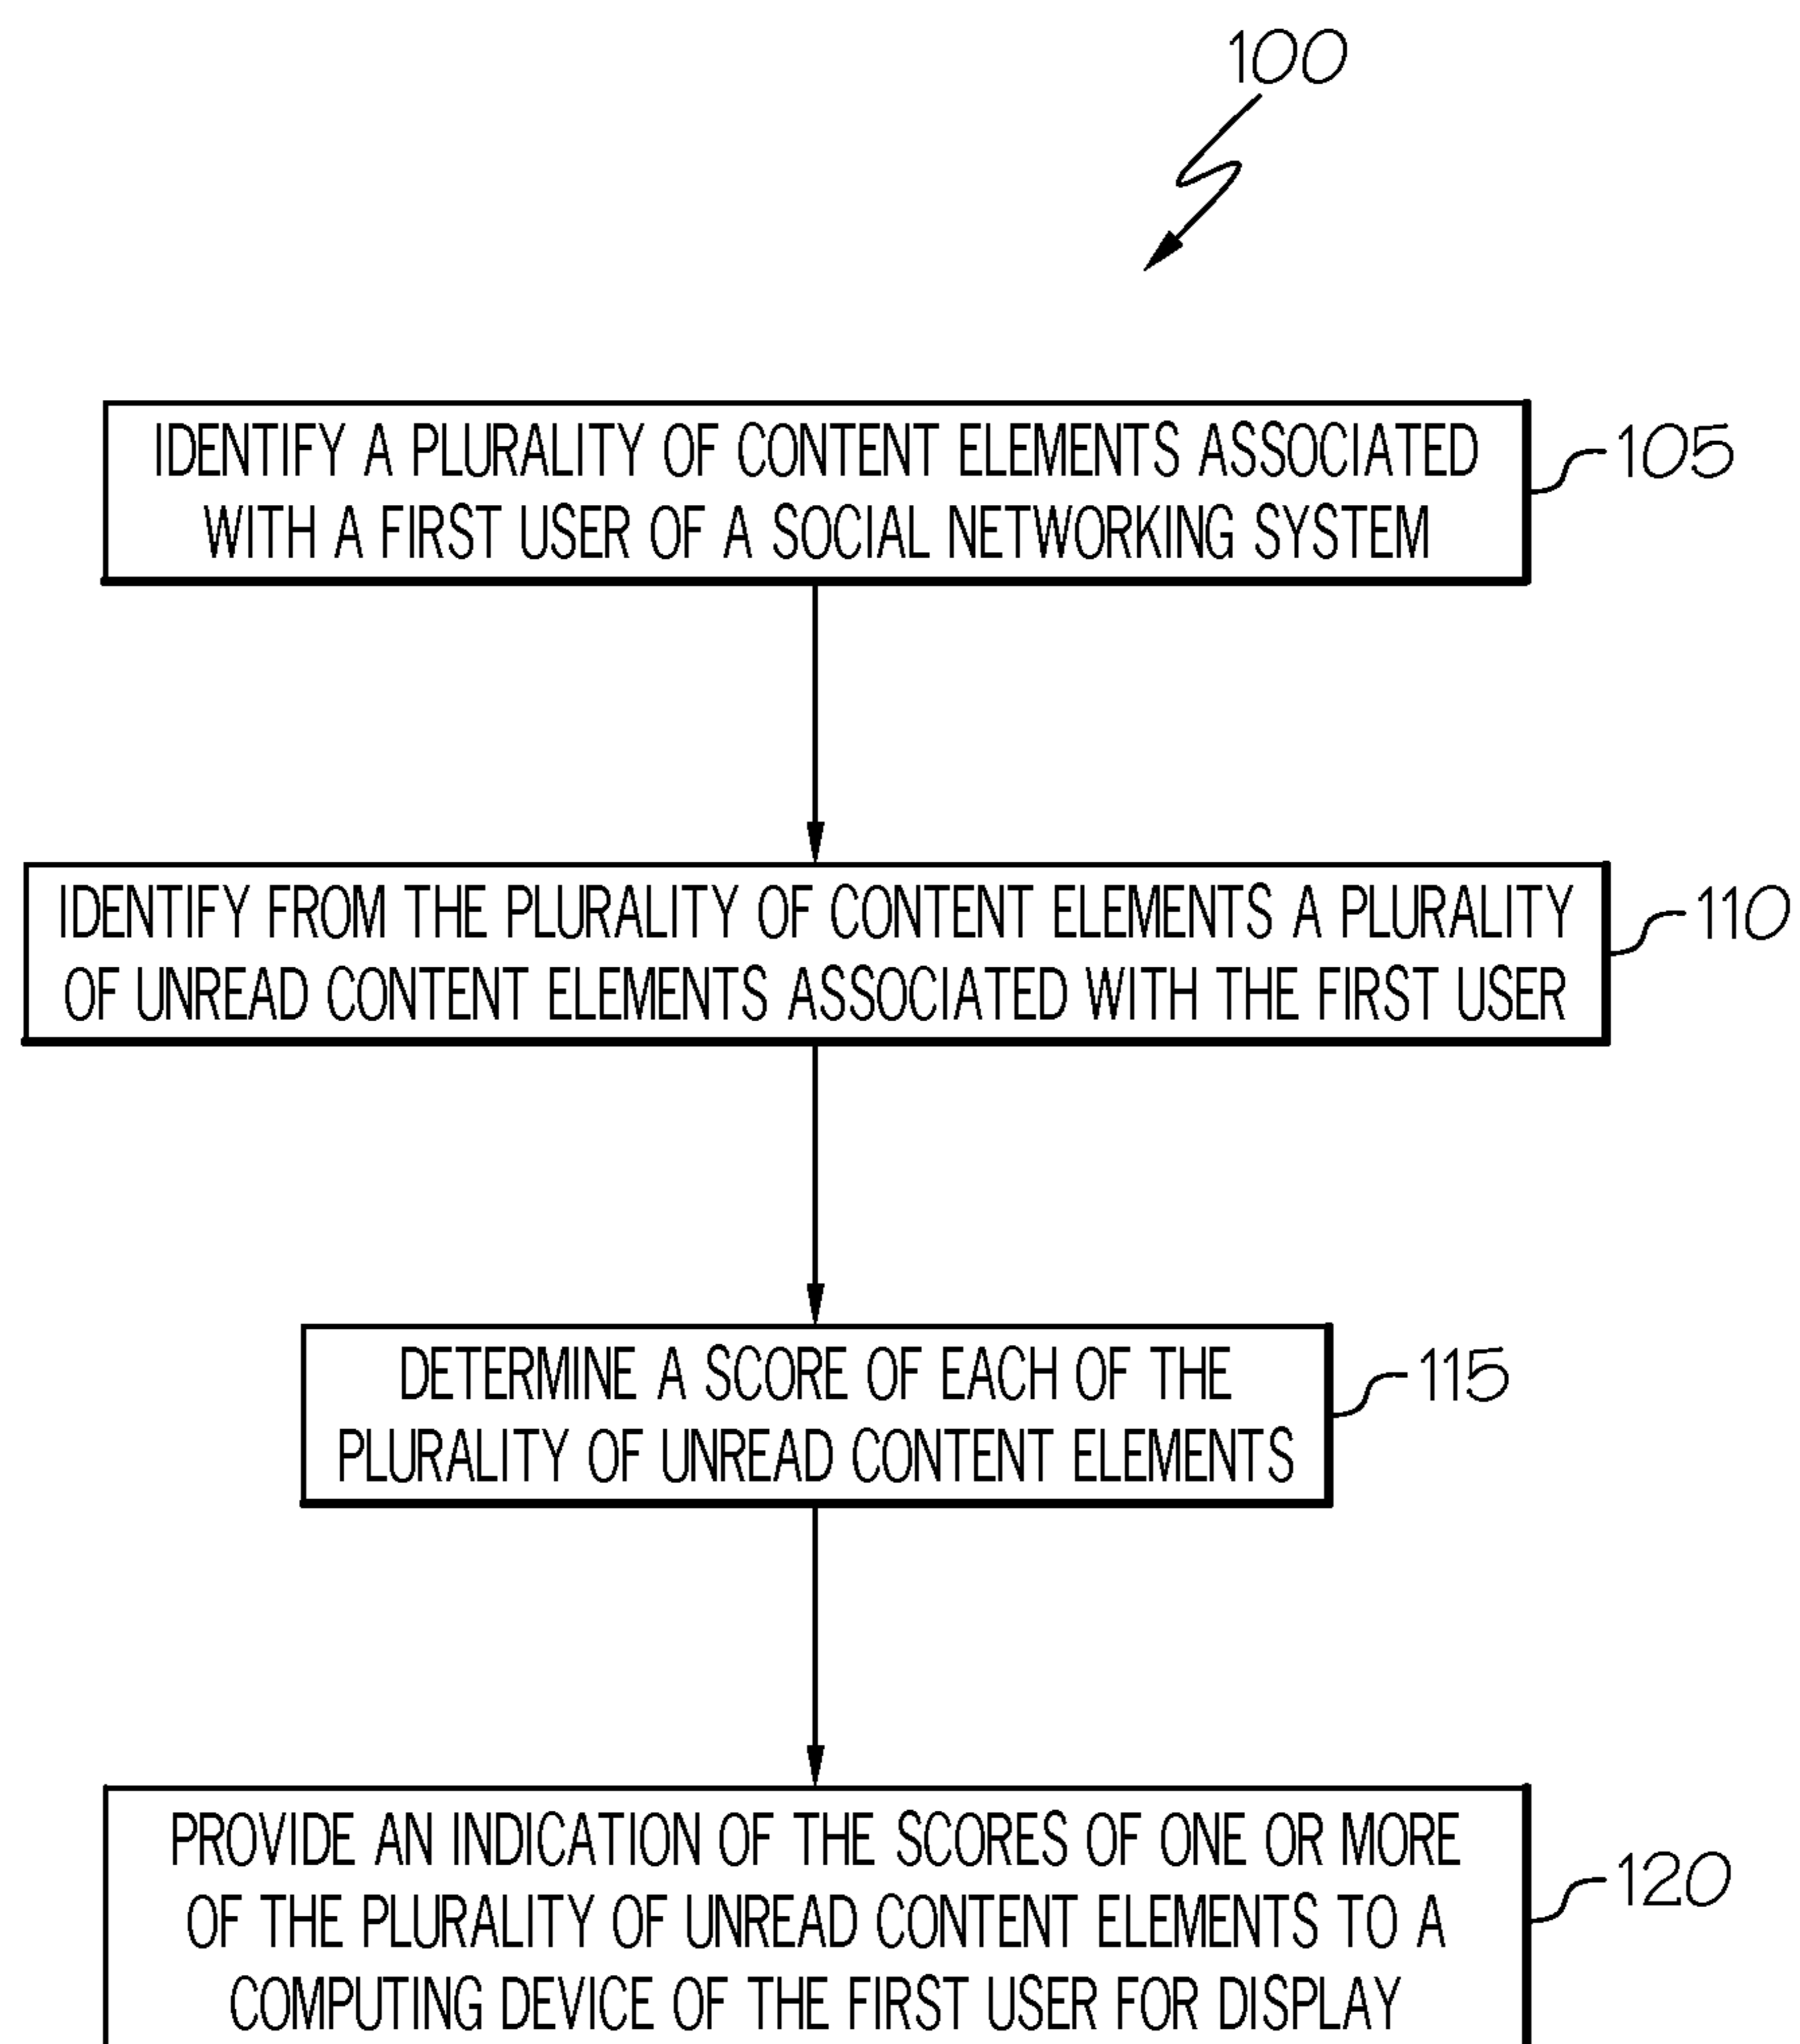 100
IDENTIFY A PLURALITY OF CONTENT ELEMENTS ASSOCIATED
WITH A FIRST USER OF A SOCIAL NETWORKING SYSTEM
105
IDENTIFY FROM THE PLURALITY OF CONTENT ELEMENTS A PLURALITY
OF UNREAD CONTENT ELEMENTS ASSOCIATED WITH THE FIRST USER
110
DETERMINE A SCORE OF EACH OF THE
PLURALITY OF UNREAD CONTENT ELEMENTS
115
PROVIDE AN INDICATION OF THE SCORES OF ONE OR MORE
OF THE PLURALITY OF UNREAD CONTENT ELEMENTS TO A
COMPUTING DEVICE OF THE FIRST USER FOR DISPLAY
120